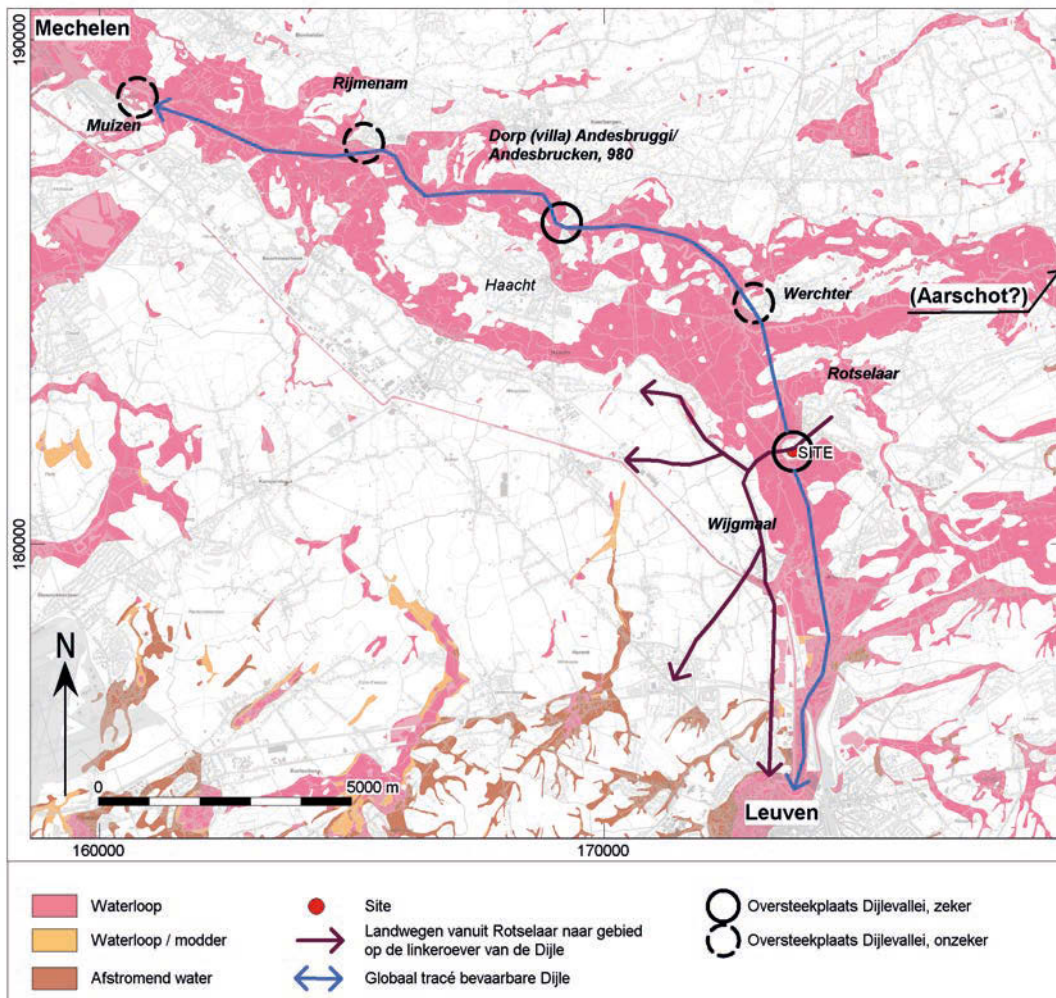 190000
Mechelen
Rijmenam
Muizen
Dorp (villa) Andesbruggi/
Andesbrucken, 980
Haacht
Werchter
(Aarschot?)
Rotselaar
SITE
Wijgmaal
180000
N
0
5000 m
Leuven
160000
170000
Waterloop
Waterloop / modder
Afstromend water
Site
Landwegen vanuit Rotselaar naar gebied
op de linkeroever van de Dijle
Globaal tracé bevaarbare Dijle
Oversteekplaats Dijlevallei, zeker
Oversteekplaats Dijlevallei, onzeker